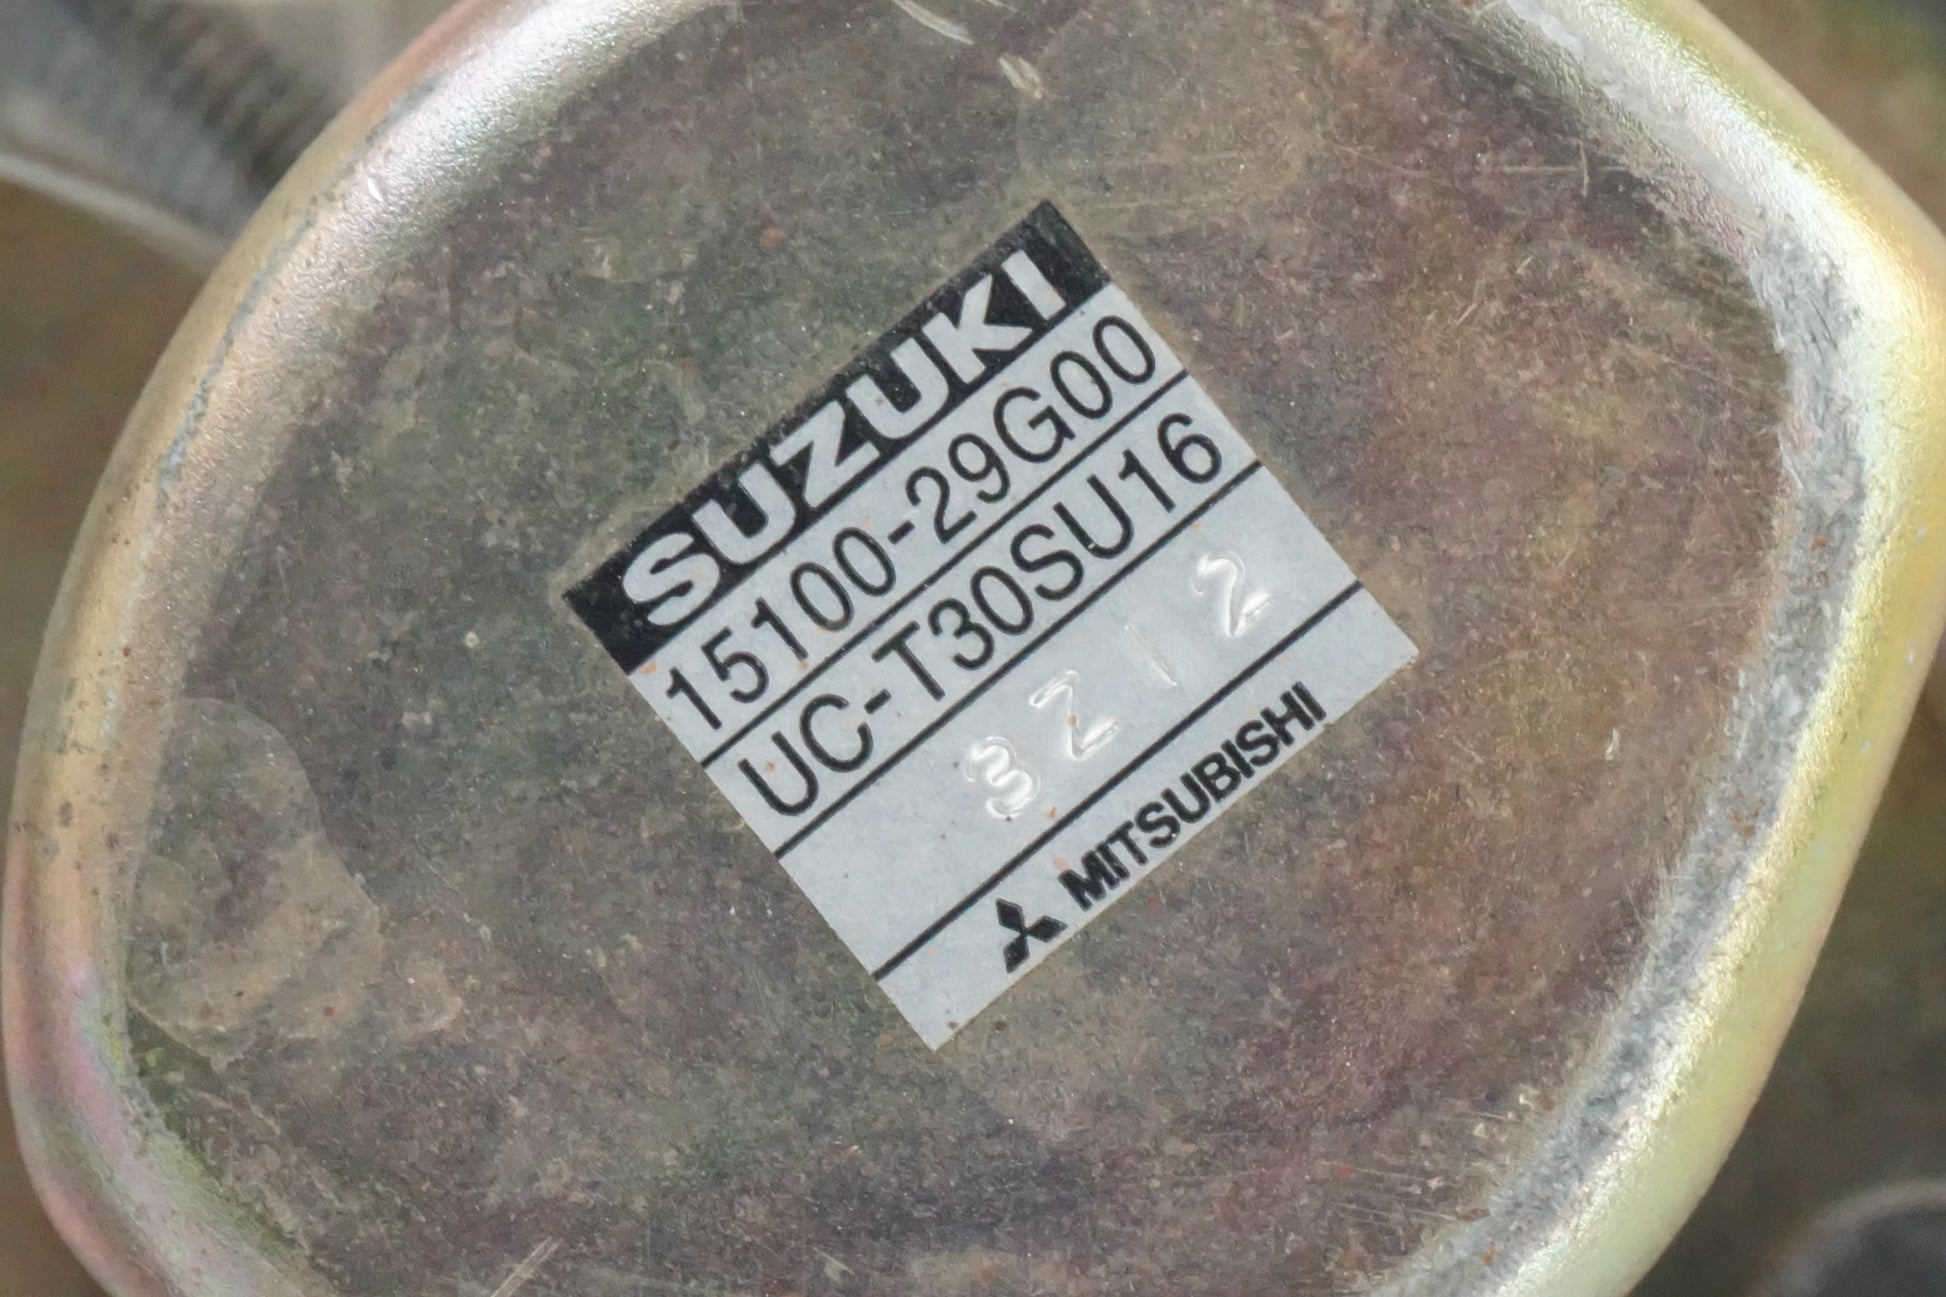 SUZUKI
15100-29G00
UC-T30SU16
3Z12
MITSUBISHI